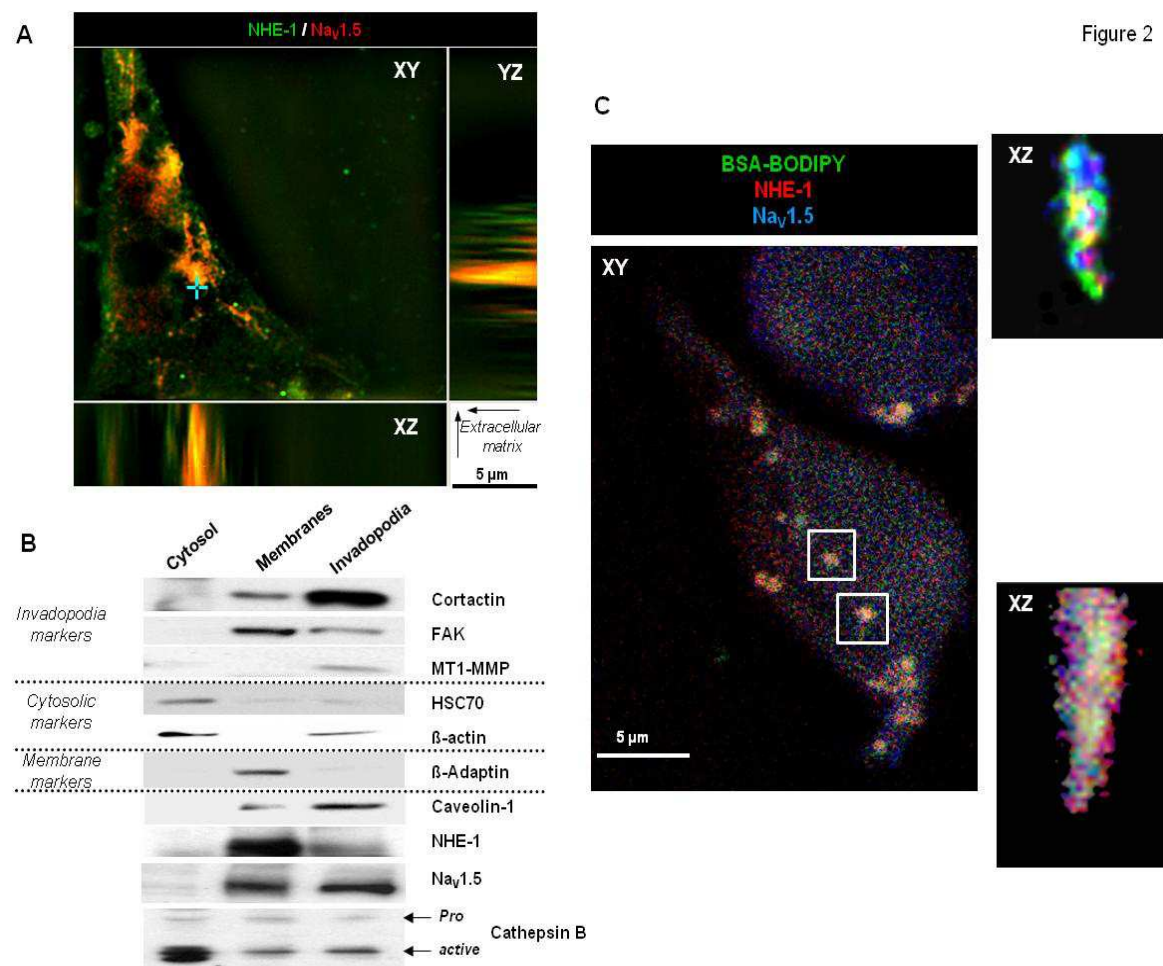 Figure 2
A
NHE-1 / NaV1.5
XY
YZ
XZ
Extracellular
matrix
5 µm
B
Cytosol
Membranes
Invadopodia
Invadopodia
markers
Cortactin
FAK
MT1-MMP
Cytosolic
markers
HSC70
ß-actin
Membrane
markers
ß-Adaptin
Caveolin-1
NHE-1
NaV1.5
Pro
Cathepsin B
active
C
BSA-BODIPY
NHE-1
NaV1.5
XY
5 µm
XZ
XZ